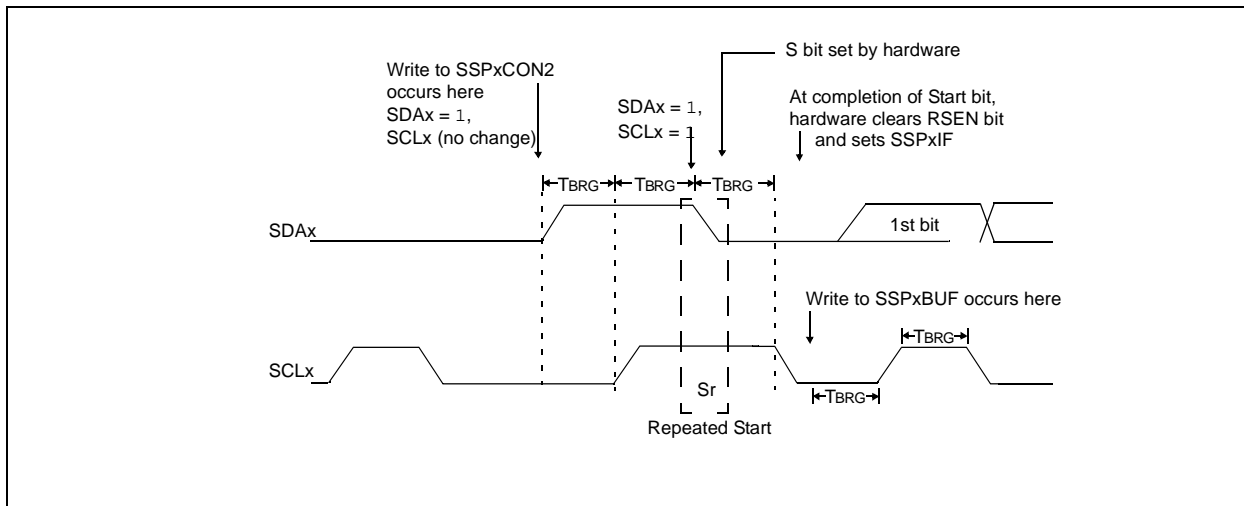 S bit set by hardware
Write to SSPxCON2
occurs here
SDAx = 1,
SCLx (no change)
SDAx = 1,
SCLx = 1
At completion of Start bit,
hardware clears RSEN bit
and sets SSPxIF
TBRG
TBRG
TBRG
SDAx
1st bit
Write to SSPxBUF occurs here
TBRG
SCLx
Sr
TBRG
Repeated Start